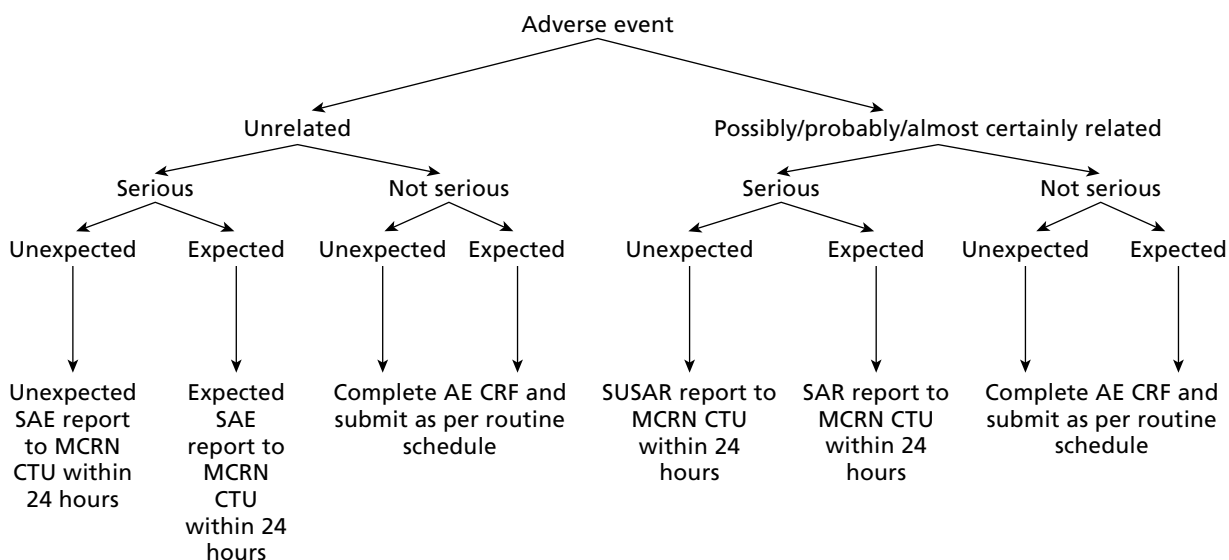 Adverse event
Unrelated
Possibly/probably/almost certainly related
Serious
Not serious
Serious
Not serious
Unexpected
Expected
Unexpected
Expected
Unexpected
Expected
Unexpected
Expected
Unexpected
SAE report
to MCRN
CTU within
24 hours
Expected
SAE
report to
MCRN
CTU
within 24
hours
Complete AE CRF and
submit as per routine
schedule
SUSAR report to
MCRN CTU
within 24
hours
SAR report to
MCRN CTU
within 24
hours
Complete AE CRF and
submit as per routine
schedule